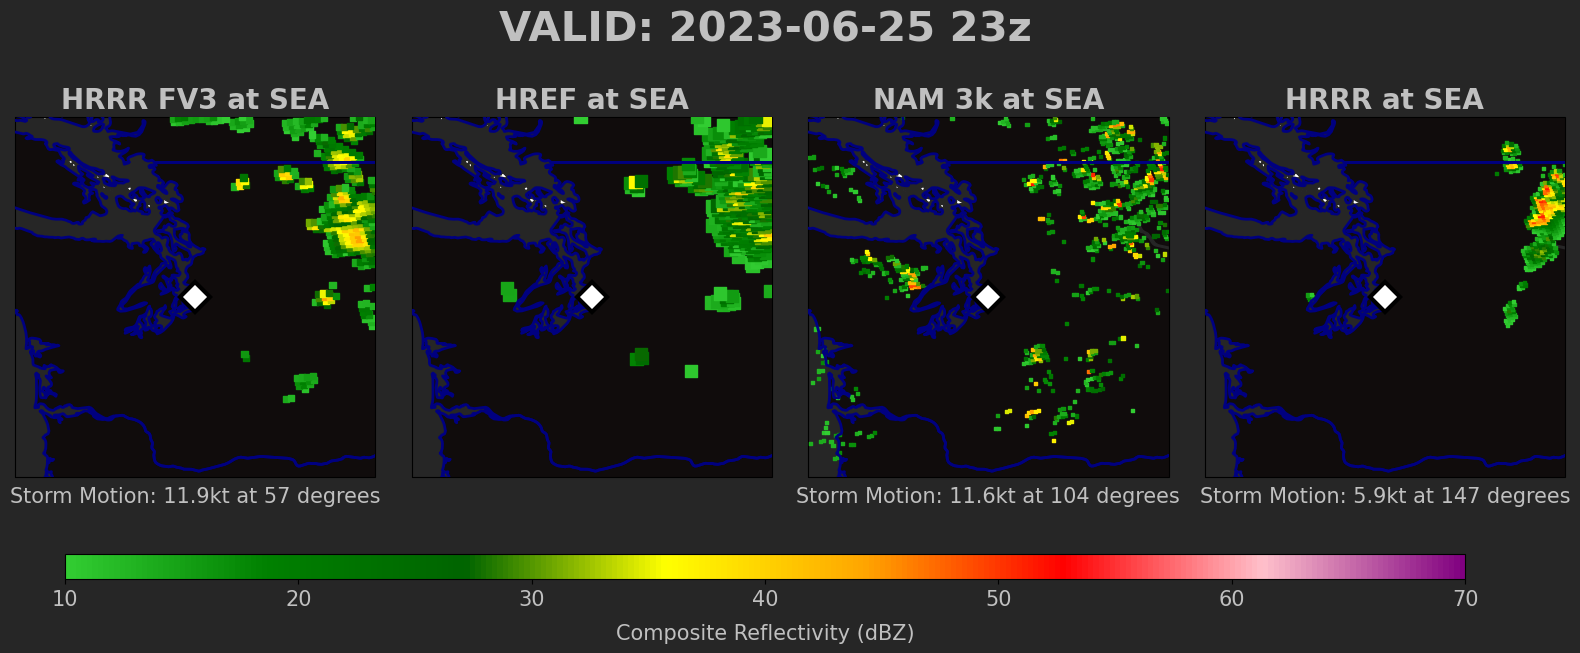 VALID: 2023-06-25 23z
HRRR FV3 at SEA
HREF at SEA
NAM 3k at SEA
HRRR at SEA
Storm Motion: 11.9kt at 57 degrees
Storm Motion: 11.6kt at 104 degrees
Storm Motion: 5.9kt at 147 degrees
10 20 30 40 50 60 70
Composite Reflectivity (dBZ)